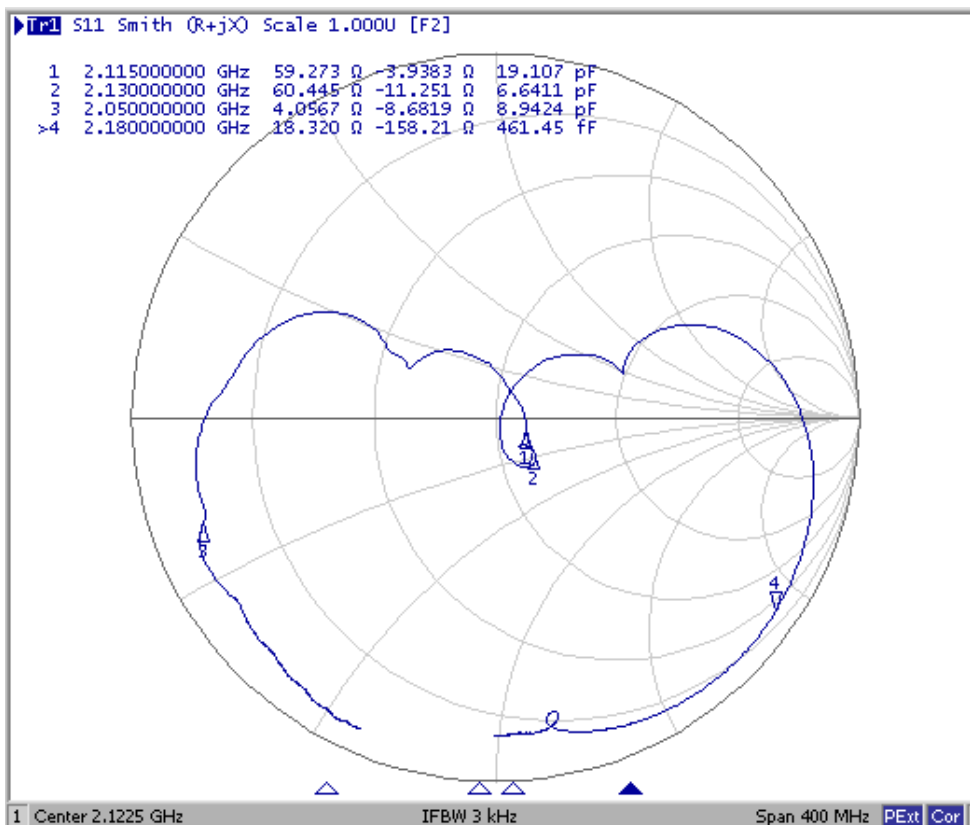 Tr1 S11 Smith (R+jX) Scale 1.000U [F2]
1 2.115000000 GHz 59.273 Ω -3.9383 Ω 19.107 pF
2 2.130000000 GHz 60.445 Ω -11.251 Ω 6.6411 pF
3 2.050000000 GHz 4.0567 Ω -8.6819 Ω 8.9424 pF
>4 2.180000000 GHz 18.320 Ω -158.21 Ω 461.45 fF
1
2
3
4
1 Center 2.1225 GHz IFBW 3 kHz Span 400 MHz PExt Cor